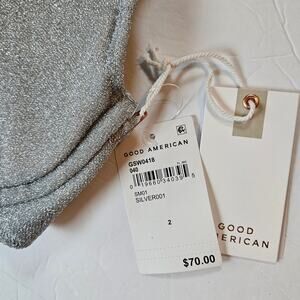 GOOD AMERICAN
GSW0418
040
SM01
SILVER001
2
$70.00
GOOD
AMERICAN